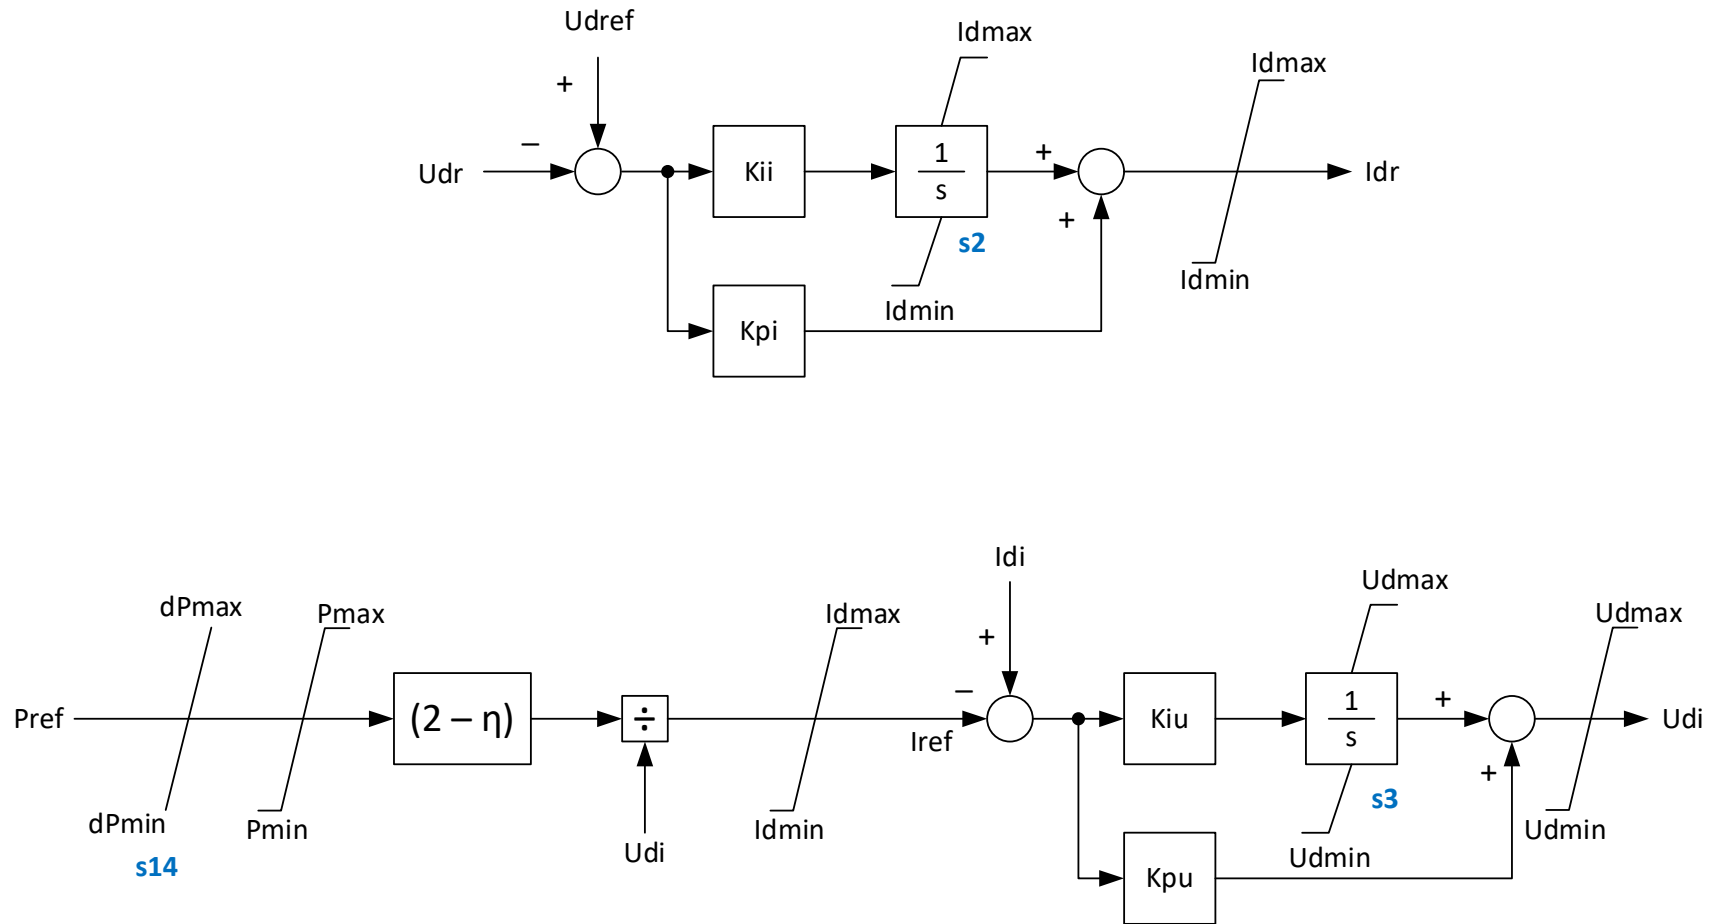 Udref
Idmax
Idmax
+
−
Udr
Kii
1
s
+
Idr
+
s2
Idmin
Idmin
Kpi
Idi
Udmax
dPmax
Pmax
Idmax
Udmax
+
−
Pref
(2 – η)
÷
Iref
Kiu
1
s
+
Udi
+
s3
dPmin
Pmin
Idmin
Udmin
s14
Udi
Udmin
Kpu